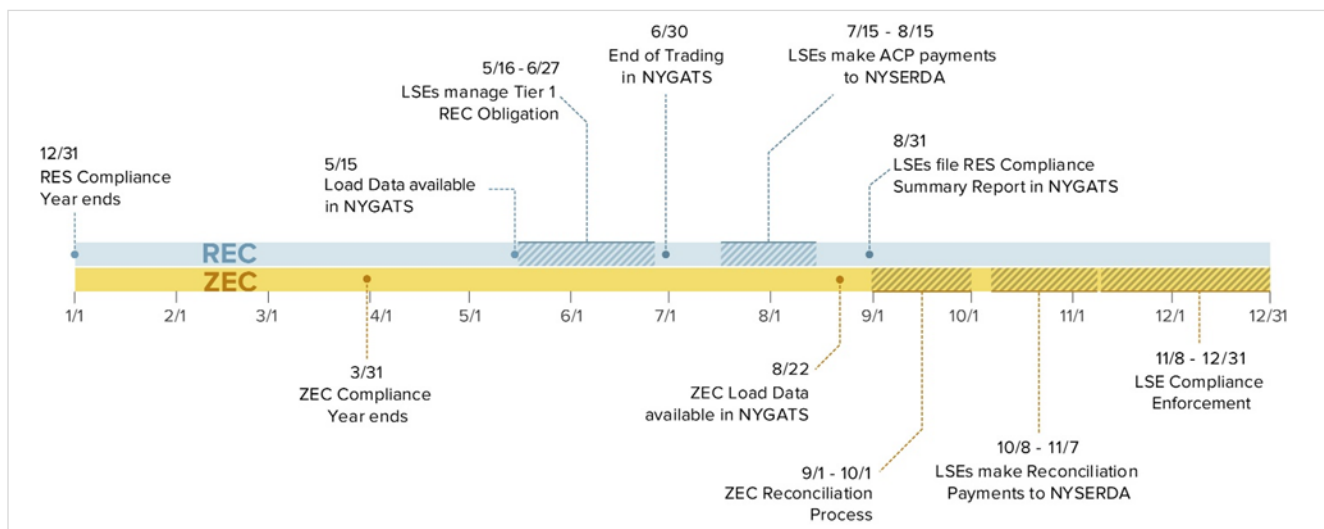 6/30
End of Trading
in NYGATS
7/15 - 8/15
LSEs make ACP payments
to NYSERDA
5/16 - 6/27
LSEs manage Tier 1
REC Obligation
12/31
RES Compliance
Year ends
5/15
Load Data available
in NYGATS
8/31
LSEs file RES Compliance
Summary Report in NYGATS
REC
ZEC
1/1 2/1 3/1 4/1 5/1 6/1 7/1 8/1 9/1 10/1 11/1 12/1 12/31
3/31
ZEC Compliance
Year ends
8/22
ZEC Load Data
available in NYGATS
9/1 - 10/1
ZEC Reconciliation
Process
10/8 - 11/7
LSEs make Reconciliation
Payments to NYSERDA
11/8 - 12/31
LSE Compliance
Enforcement